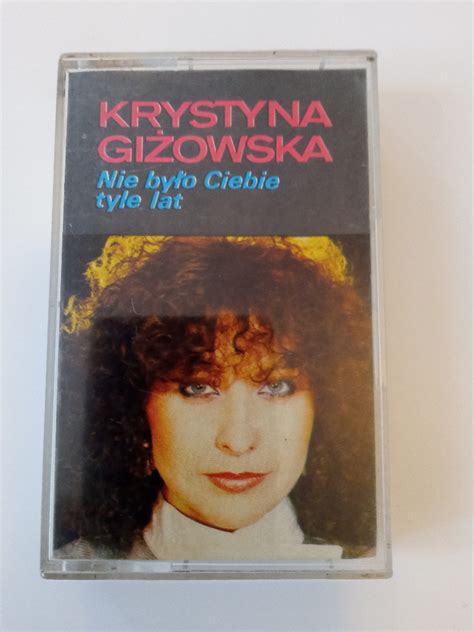 KRYSTYNA
GIŻOWSKA
Nie było Ciebie
tyle lat